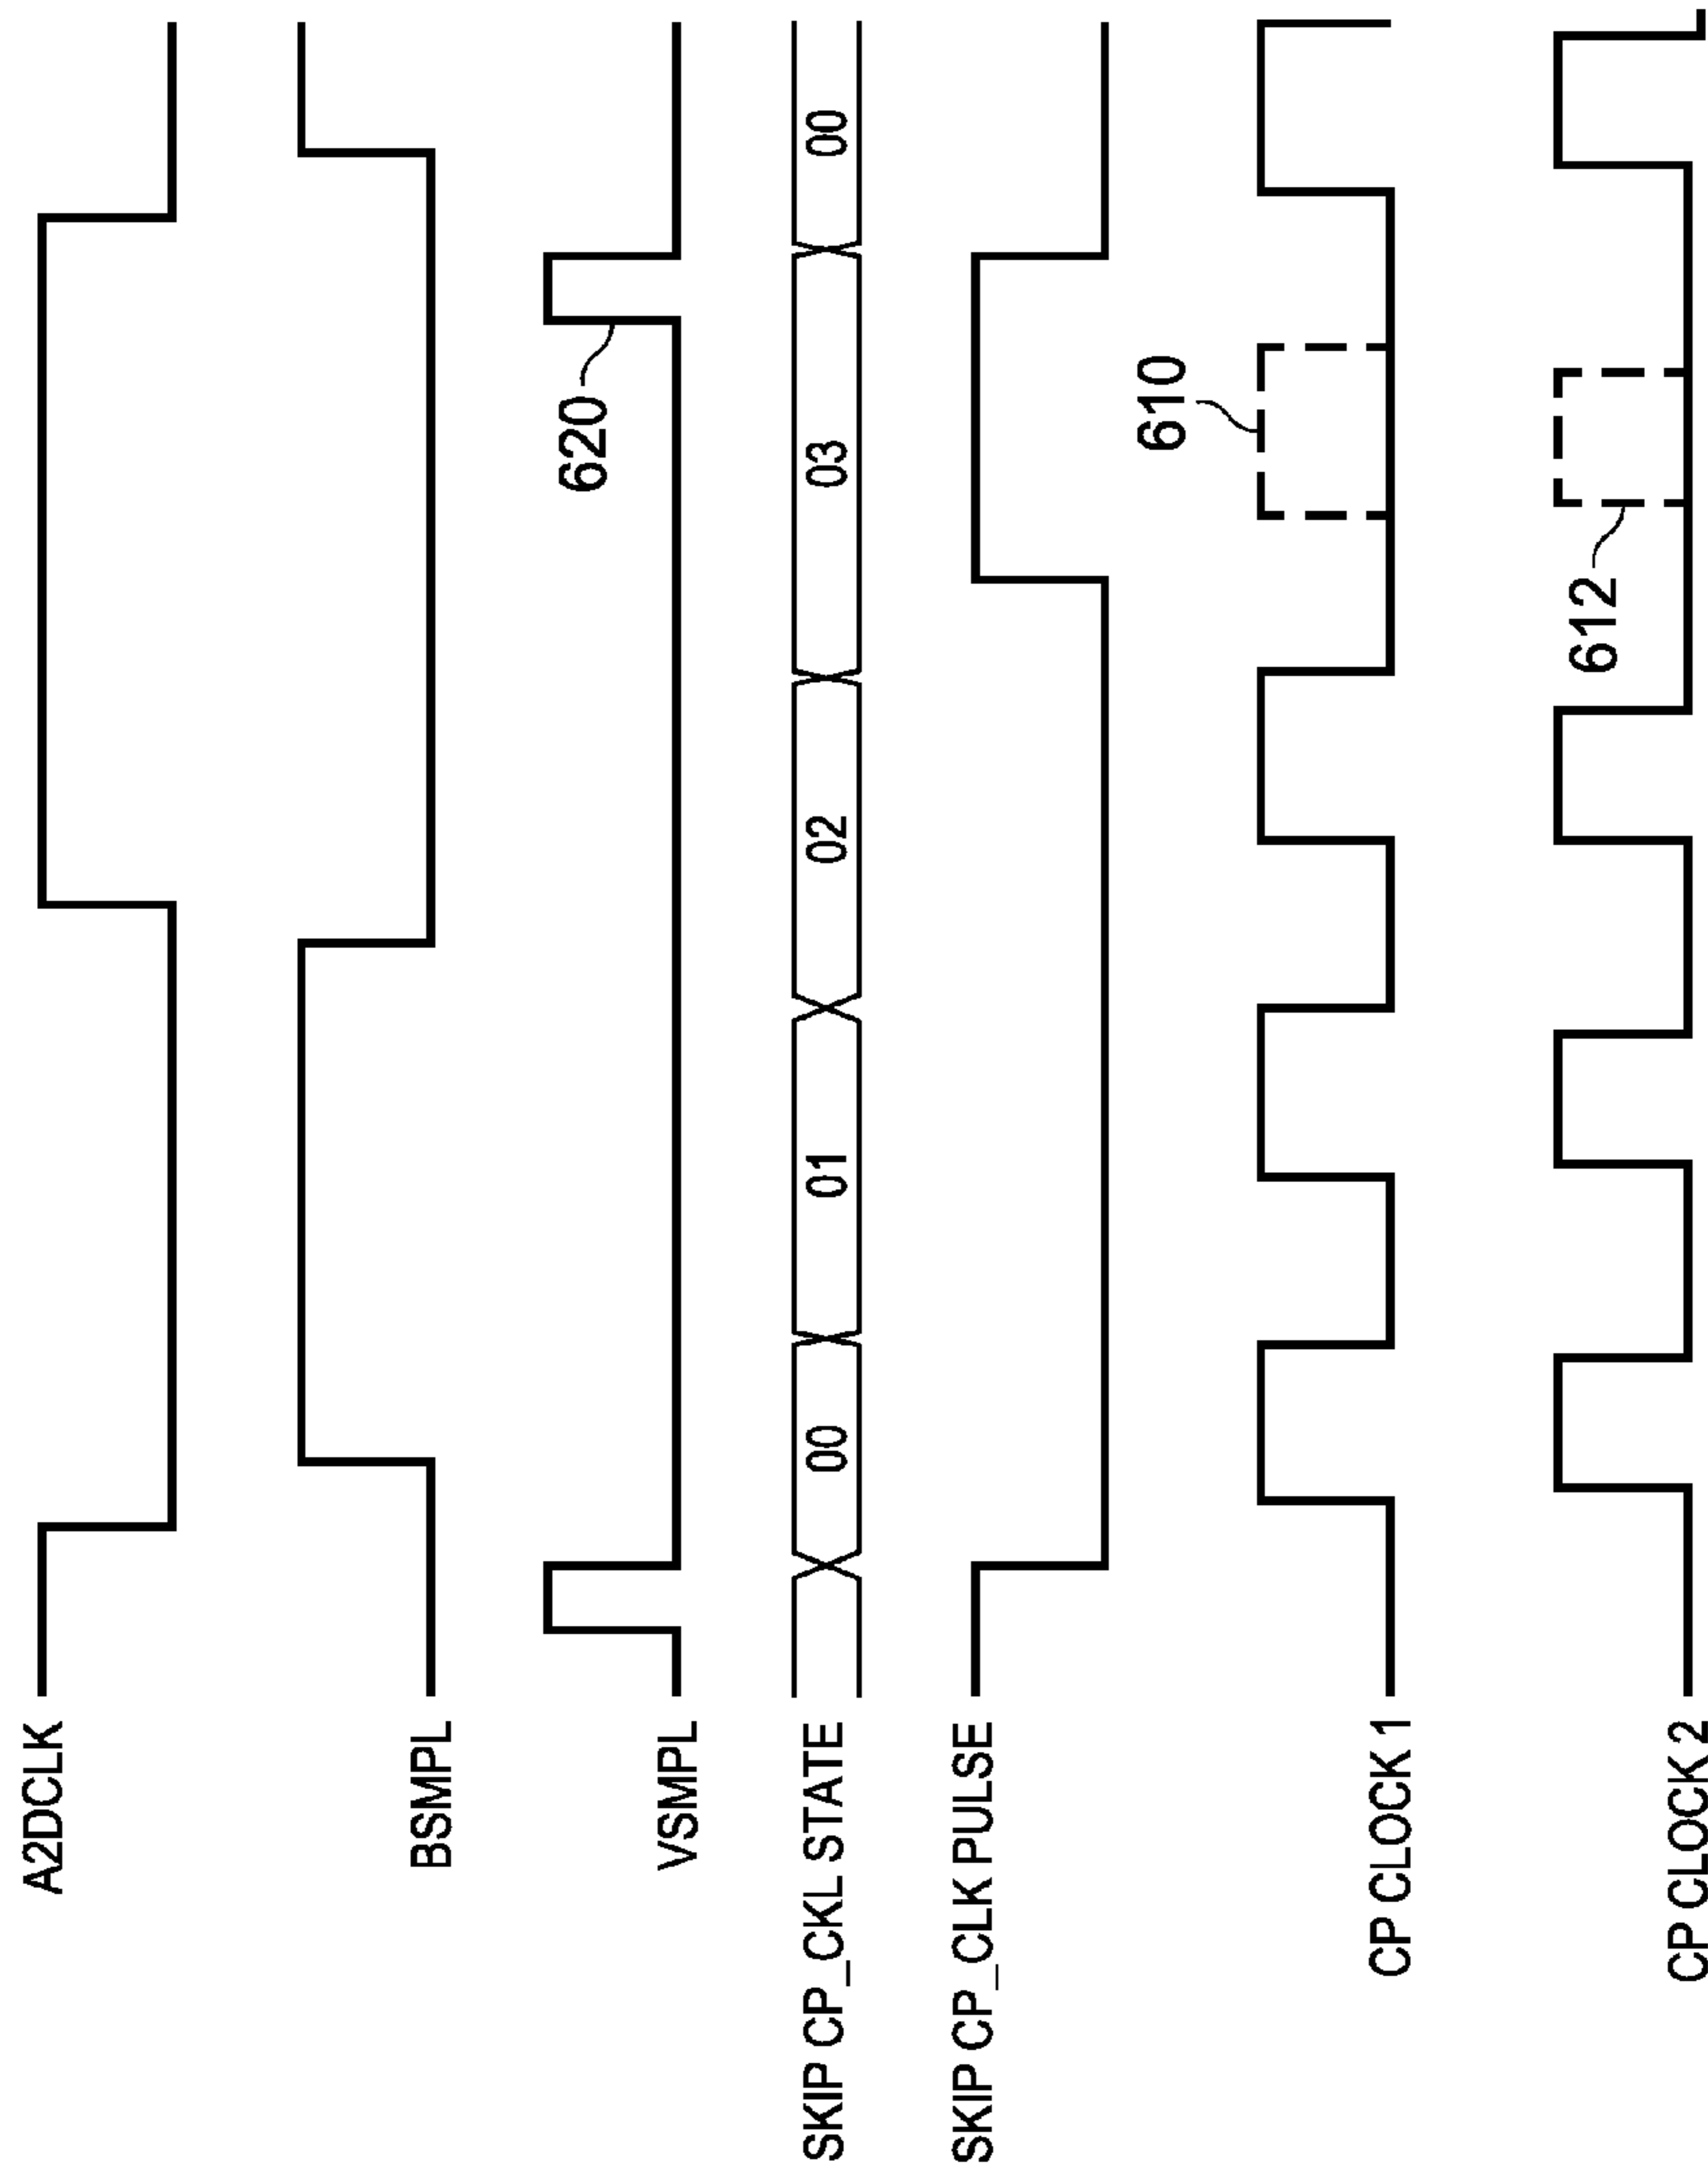 A2DCLK
BSMPL
VSMPL
620
SKIP CP_CKL STATE
00
01
02
03
00
SKIP CP_CLK PULSE
610
CP CLOCK 1
612
CP CLOCK 2